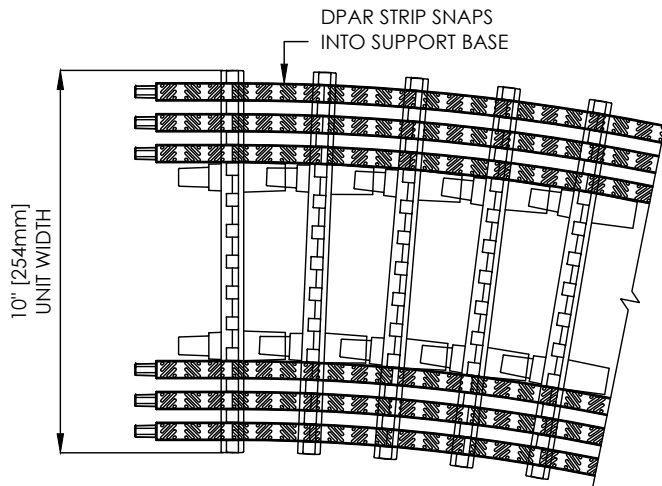 DPAR STRIP SNAPS
INTO SUPPORT BASE
10" [254mm]
UNIT WIDTH